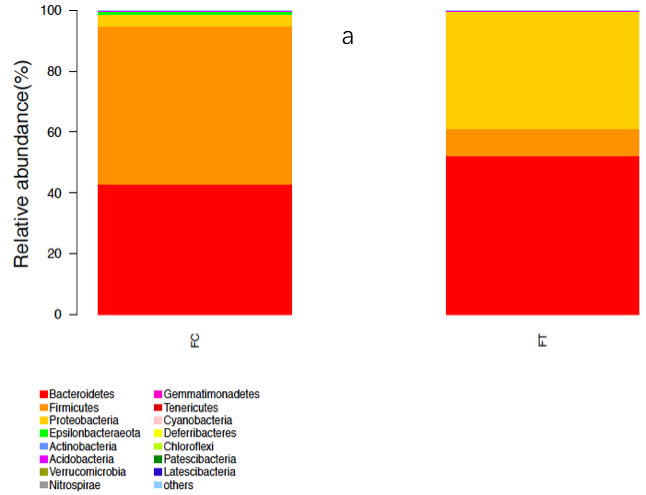 100
a
80
60
40
20
0
Relative abundance(%)
FC
FT
Bacteroidetes
Firmicutes
Proteobacteria
Epsilonbacteraeota
Actinobacteria
Acidobacteria
Verrucomicrobia
Nitrospirae
Gemmatimonadetes
Tenericutes
Cyanobacteria
Deferribacteres
Chloroflexi
Patescibacteria
Latescibacteria
others